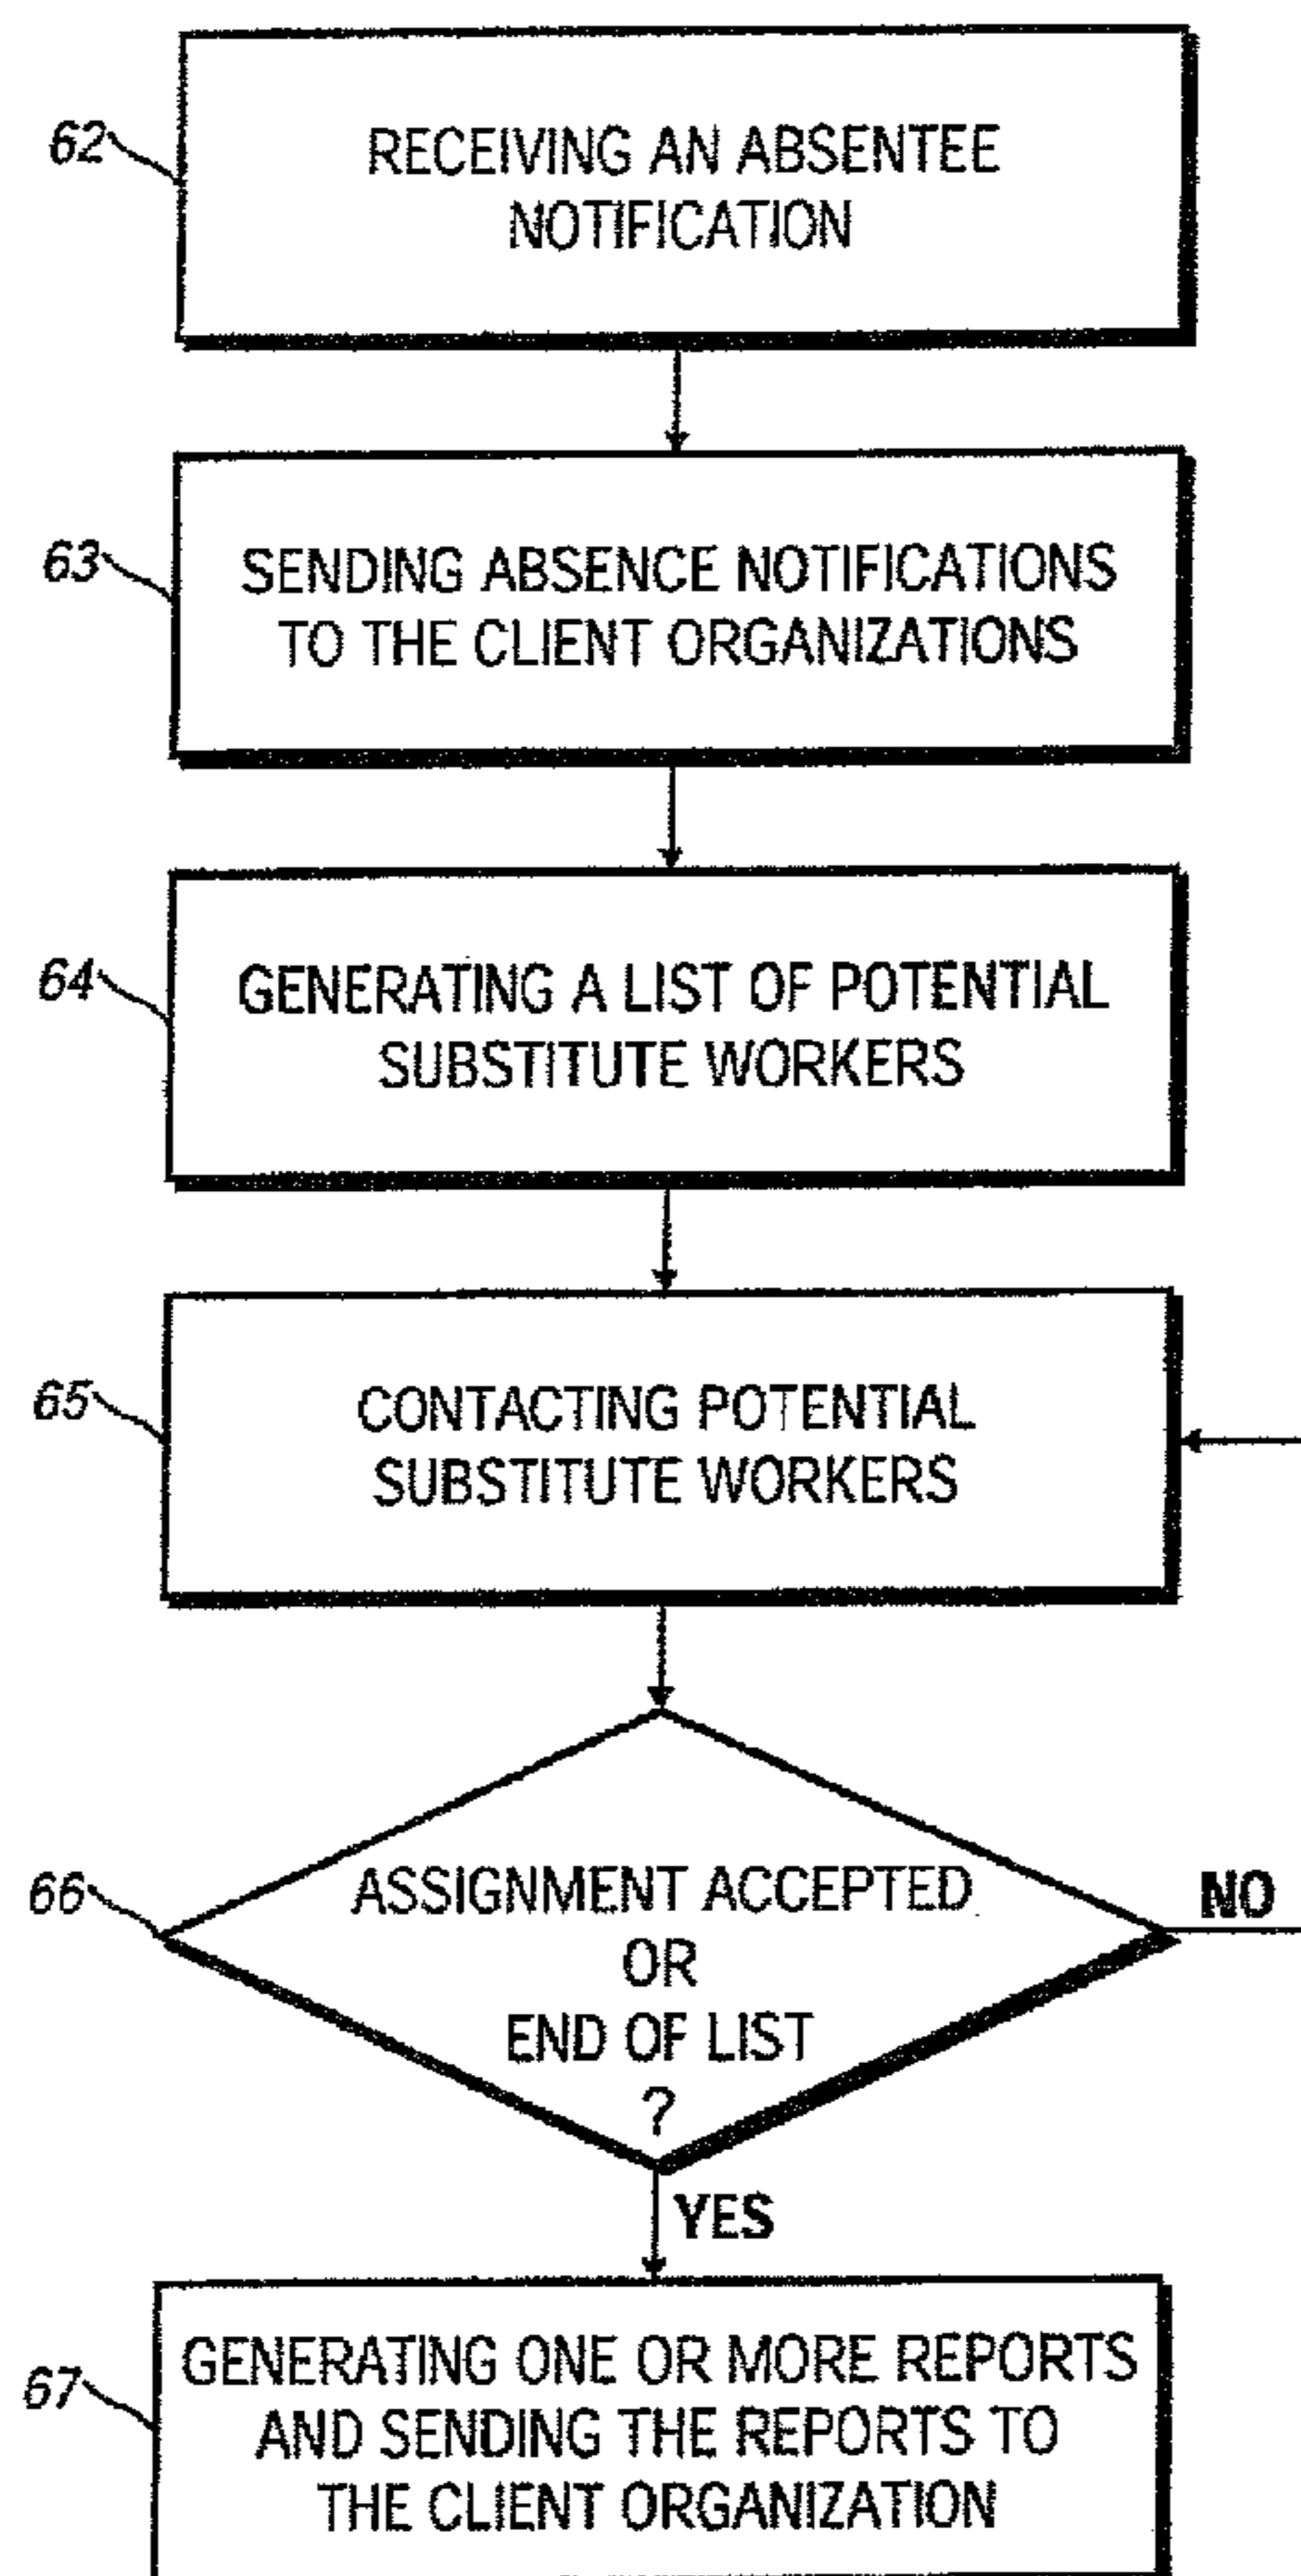 62
RECEIVING AN ABSENTEE
NOTIFICATION
63
SENDING ABSENCE NOTIFICATIONS
TO THE CLIENT ORGANIZATIONS
64
GENERATING A LIST OF POTENTIAL
SUBSTITUTE WORKERS
65
CONTACTING POTENTIAL
SUBSTITUTE WORKERS
66
ASSIGNMENT ACCEPTED
OR
END OF LIST
?
NO
YES
67
GENERATING ONE OR MORE REPORTS
AND SENDING THE REPORTS TO
THE CLIENT ORGANIZATION